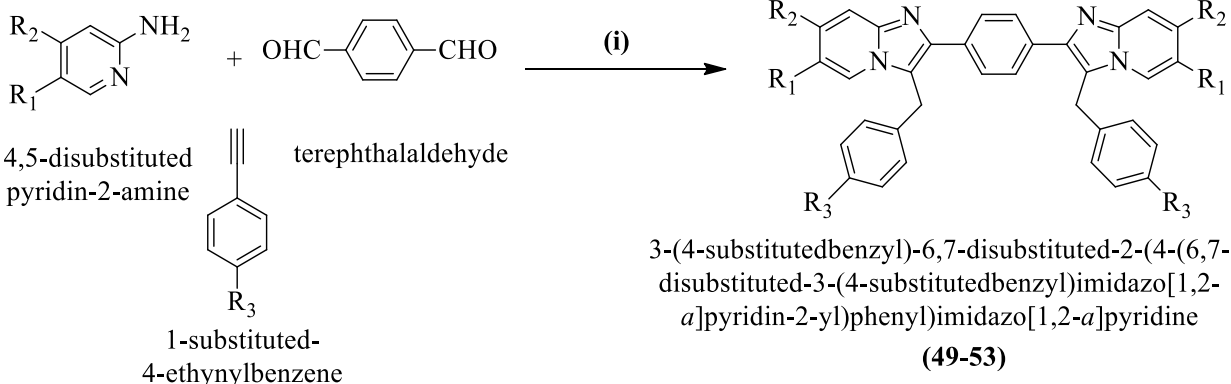 R2
NH2
R1
N
+
OHC
CHO
(i)
R2
N
N
R1
N
N
R2
R1
R3
R3
4,5-disubstituted
pyridin-2-amine
terephthalaldehyde
R3
1-substituted-
4-ethynylbenzene
3-(4-substitutedbenzyl)-6,7-disubstituted-2-(4-(6,7-
disubstituted-3-(4-substitutedbenzyl)imidazo[1,2-
a]pyridin-2-yl)phenyl)imidazo[1,2-a]pyridine
(49-53)